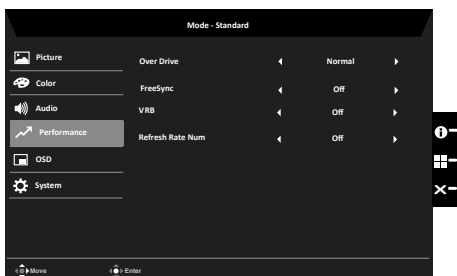 Mode - Standard
Picture
Color
Audio
Performance
OSD
System
Over Drive Normal
FreeSync Off
VRB Off
Refresh Rate Num Off
Move Enter